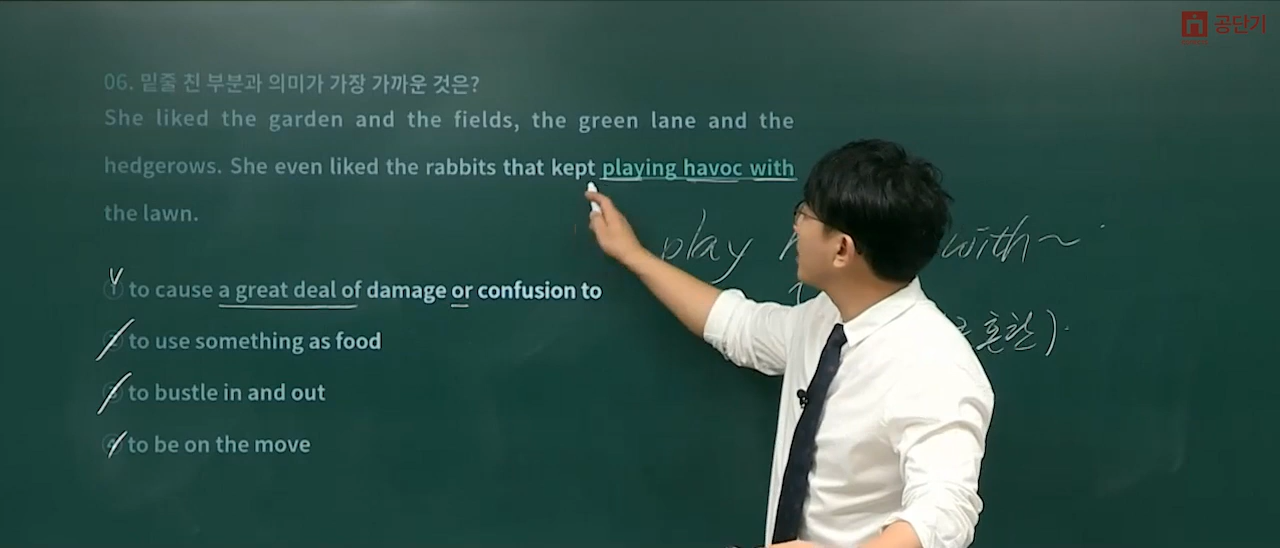 공단기
06. 밑줄 친 부분과 의미가 가장 가까운 것은?
She liked the garden and the fields, the green lane and the
hedgerows. She even liked the rabbits that kept playing havoc with
the lawn.
play with~
① to cause a great deal of damage or confusion to
② to use something as food
혼란)
③ to bustle in and out
④ to be on the move